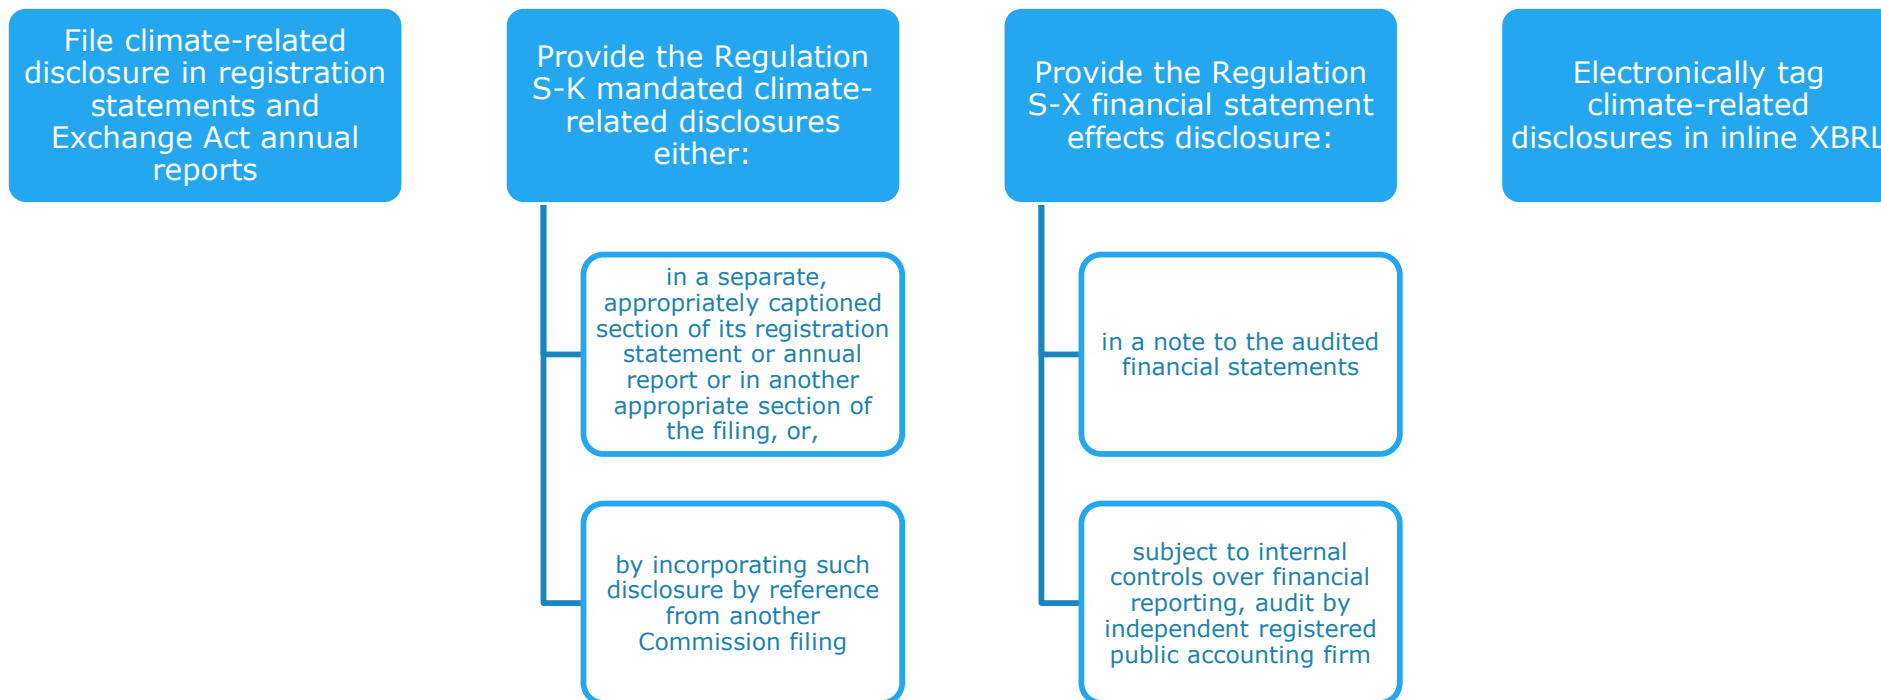 File climate-related
disclosure in registration
statements and
Exchange Act annual
reports
Provide the Regulation
S-K mandated climate-
related disclosures
either:
in a separate,
appropriately captioned
section of its registration
statement or annual
report or in another
appropriate section of
the filing, or,
by incorporating such
disclosure by reference
from another
Commission filing
Provide the Regulation
S-X financial statement
effects disclosure:
in a note to the audited
financial statements
subject to internal
controls over financial
reporting, audit by
independent registered
public accounting firm
Electronically tag
climate-related
disclosures in inline XBRL